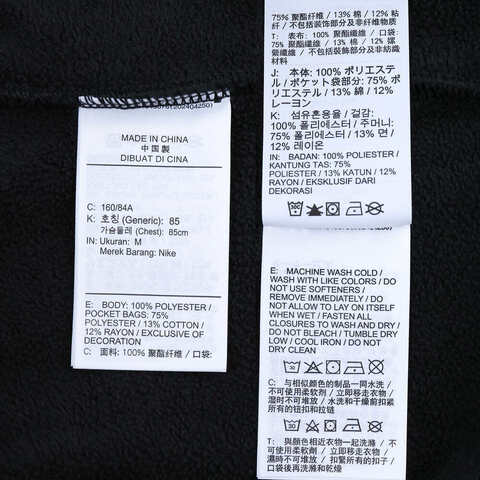 MADE IN CHINA
中國製
DIBUAT DI CINA
C: 160/84A
K: 호칭 (Generic): 85
가슴둘레 (Chest): 85cm
IN: Ukuran: M
Merek Barang: Nike
E: BODY: 100% POLYESTER /
POCKET BAGS: 75%
POLYESTER / 13% COTTON /
12% RAYON / EXCLUSIVE OF
DECORATION
C: 面料: 100% 聚酯纤维 / 口袋:
75% 聚酯纤维 / 13% 棉 / 12% 粘
纤 / 不包括装饰部分及非纤维物质
T: 表布: 100% 聚酯纖維 / 口袋:
75% 聚酯纖維 / 13% 棉 / 12% 嫘
縈纖維 / 不包括裝飾部分及非紡織
材料
J: 本体: 100% ポリエステ
ル / ポケット袋部分: 75% ポ
リエステル / 13% 綿 / 12%
レーヨン
K: 섬유혼용율 / 겉감:
100% 폴리에스터 / 주머니:
75% 폴리에스터 / 13% 면 /
12% 레이온
IN: BADAN: 100% POLIESTER /
KANTUNG TAS: 75%
POLIESTER / 13% KATUN / 12%
RAYON / EKSKLUSIF DARI
DEKORASI
E: MACHINE WASH COLD /
WASH WITH LIKE COLORS / DO
NOT USE SOFTENERS /
REMOVE IMMEDIATELY / DO
NOT ALLOW TO LAY ON ITSELF
WHEN WET / FASTEN ALL
CLOSURES TO WASH AND DRY /
DO NOT BLEACH / TUMBLE DRY
LOW / COOL IRON / DO NOT
DRY CLEAN
C: 与相似颜色的制品一同水洗 /
不可使用柔软剂 / 立即移走衣物 /
湿时不可堆放 / 水洗及干燥前扣紧
所有的钮扣和拉链
T: 與顏色相近衣物一起洗滌 / 不
可使用柔軟劑 / 立即移出衣物 /
濕時不可堆放 / 將所有的扣子 /
口袋扣好後再洗滌和乾燥